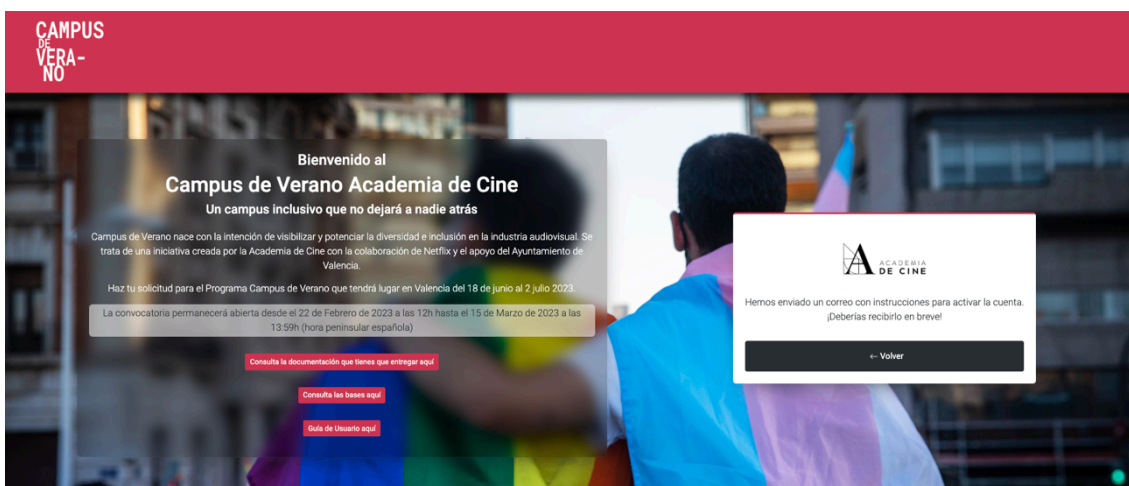 CAMPUS
DE
VERA-
NO
Bienvenido al
Campus de Verano Academia de Cine
Un campus inclusivo que no dejará a nadie atrás
Campus de Verano nace con la intención de visibilizar y potenciar la diversidad e inclusión en la industria audiovisual. Se
trata de una iniciativa creada por la Academia de Cine con la colaboración de Netflix y el apoyo del Ayuntamiento de
Valencia.
Haz tu solicitud para el Programa Campus de Verano que tendrá lugar en Valencia del 18 de junio al 2 julio 2023.
La convocatoria permanecerá abierta desde el 22 de Febrero de 2023 a las 12h hasta el 15 de Marzo de 2023 a las
13:59h (hora peninsular española)
Consulta la documentación que tienes que entregar aquí
Consulta las bases aquí
Guía de Usuario aquí
ACADEMIA
DE CINE
Hemos enviado un correo con instrucciones para activar la cuenta.
¡Deberías recibirlo en breve!
← Volver